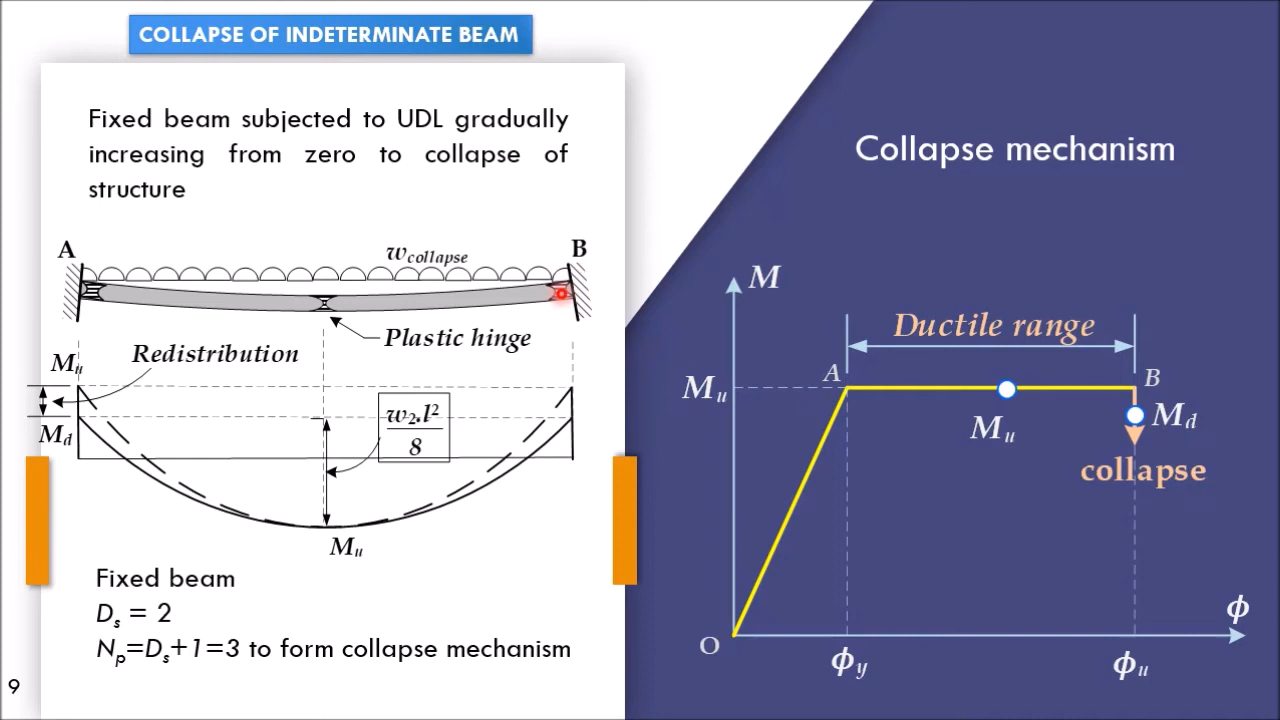 COLLAPSE OF INDETERMINATE BEAM
Fixed beam subjected to UDL gradually
increasing from zero to collapse of
structure
A
w_collapse
B
Plastic hinge
Redistribution
M_u
M_d
w₂.l²
8
M_u
Fixed beam
D_s = 2
N_p=D_s+1=3 to form collapse mechanism
9
Collapse mechanism
M
Ductile range
A
B
M_u
M_u
M_d
collapse
ϕ
O
ϕ_y
ϕ_u